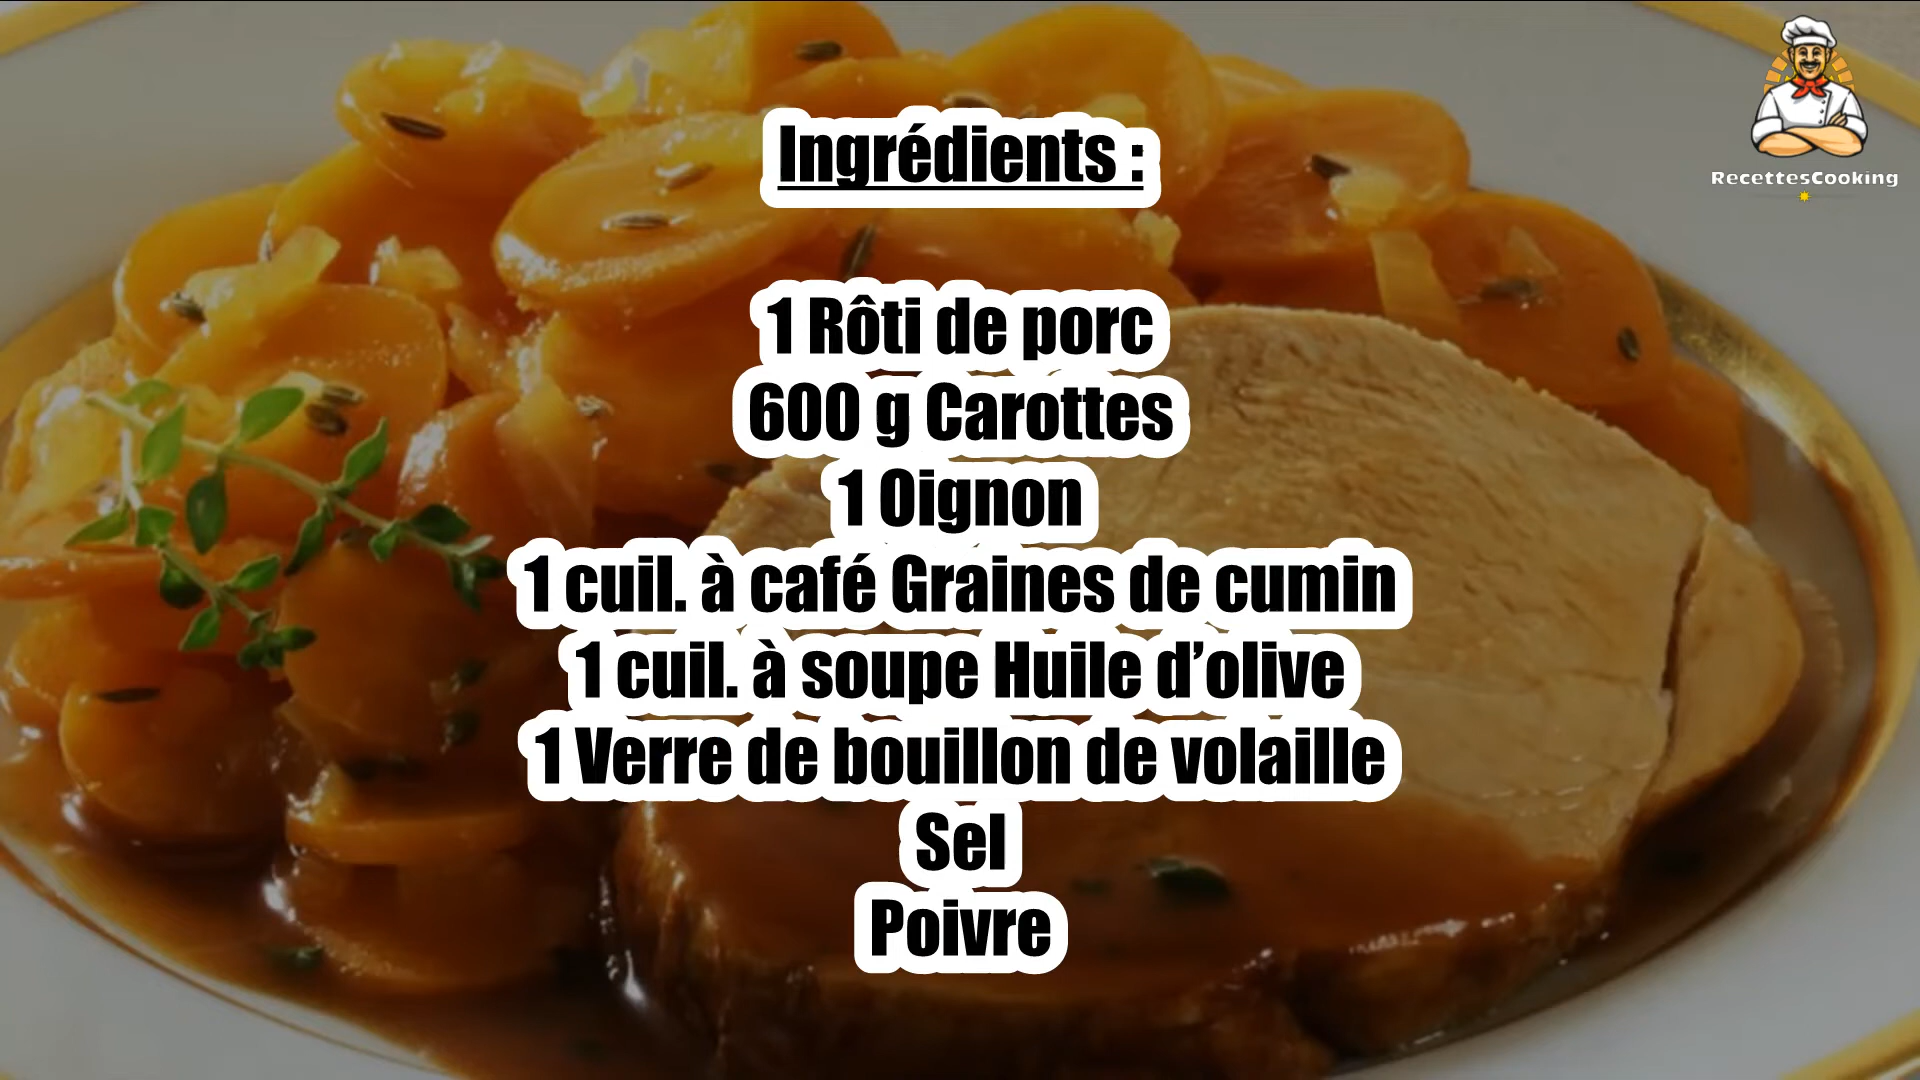 Ingrédients :
RecettesCooking
1 Rôti de porc
600 g Carottes
1 Oignon
1 cuil. à café Graines de cumin
1 cuil. à soupe Huile d’olive
1 Verre de bouillon de volaille
Sel
Poivre